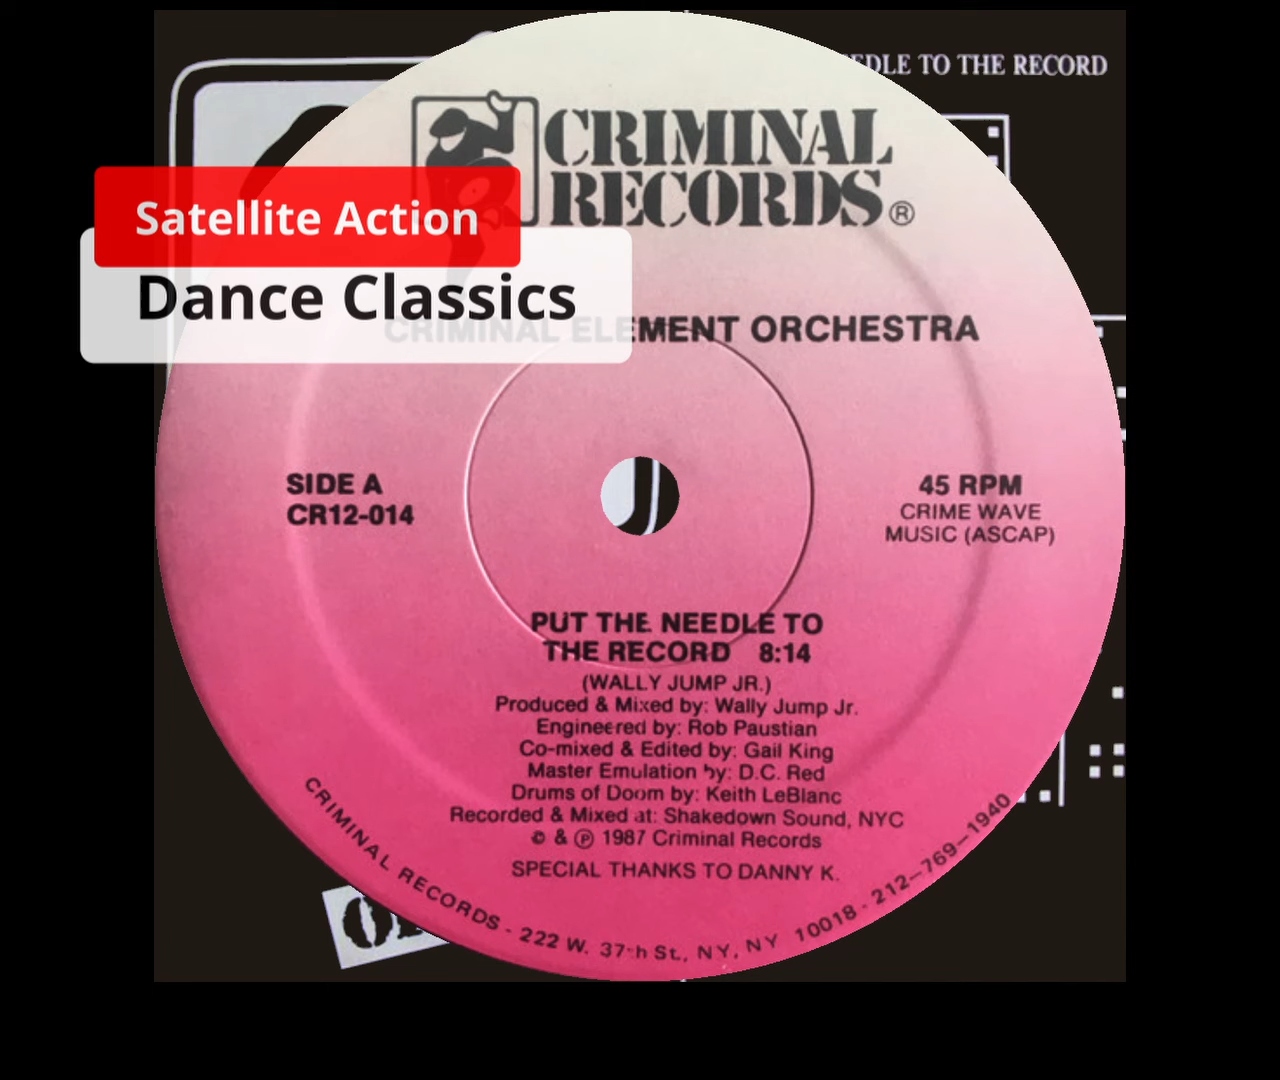 EDLE TO THE RECORD
CRIMINAL
RECORDS®
Satellite Action
Dance Classics
CRIMINAL ELEMENT ORCHESTRA
SIDE A
CR12-014
45 RPM
CRIME WAVE
MUSIC (ASCAP)
PUT THE NEEDLE TO
THE RECORD 8:14
(WALLY JUMP JR.)
Produced & Mixed by: Wally Jump Jr.
Engineered by: Rob Paustian
Co-mixed & Edited by: Gail King
Master Emulation by: D.C. Red
Drums of Doom by: Keith LeBlanc
Recorded & Mixed at: Shakedown Sound, NYC
© & ℗ 1987 Criminal Records
SPECIAL THANKS TO DANNY K.
CRIMINAL RECORDS - 222 W. 37th St., NY, NY 10018 - 212-769-1940